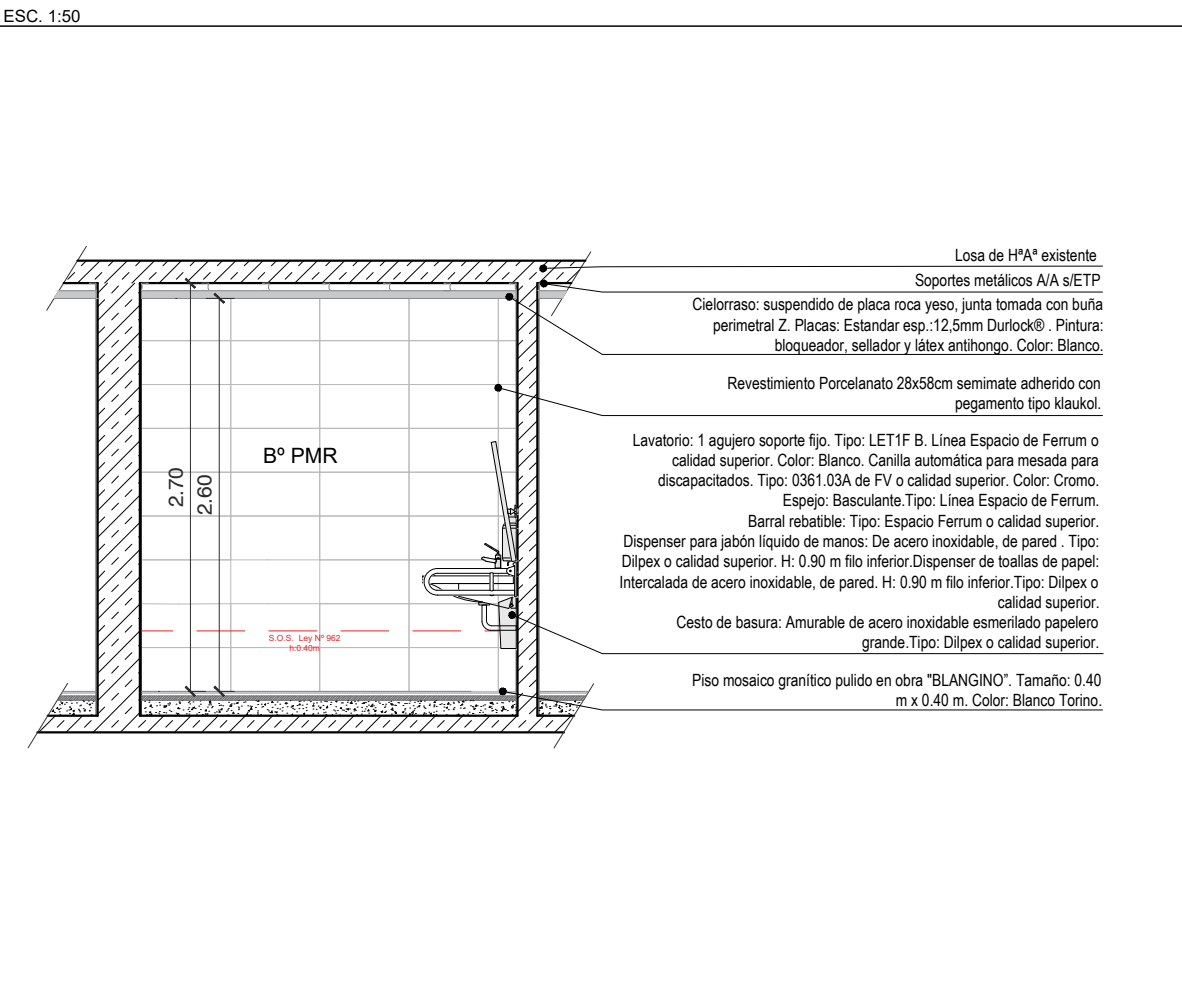 ESC. 1:50
Losa de HªAª existente
Soportes metálicos A/A s/ETP
Cielorraso: suspendido de placa roca yeso, junta tomada con buña
perimetral Z. Placas: Estandar esp.:12,5mm Durlock® . Pintura:
bloqueador, sellador y látex antihongo. Color: Blanco.
Revestimiento Porcelanato 28x58cm semimate adherido con
pegamento tipo klaukol.
Lavatorio: 1 agujero soporte fijo. Tipo: LET1F B. Línea Espacio de Ferrum o
calidad superior. Color: Blanco. Canilla automática para mesada para
discapacitados. Tipo: 0361.03A de FV o calidad superior. Color: Cromo.
Espejo: Basculante.Tipo: Línea Espacio de Ferrum.
Barral rebatible: Tipo: Espacio Ferrum o calidad superior.
Dispenser para jabón líquido de manos: De acero inoxidable, de pared . Tipo:
Dilpex o calidad superior. H: 0.90 m filo inferior.Dispenser de toallas de papel:
Intercalada de acero inoxidable, de pared. H: 0.90 m filo inferior.Tipo: Dilpex o
calidad superior.
Cesto de basura: Amurable de acero inoxidable esmerilado papelero
grande.Tipo: Dilpex o calidad superior.
Piso mosaico granítico pulido en obra "BLANGINO”. Tamaño: 0.40
m x 0.40 m. Color: Blanco Torino.
Bº PMR
2.70
2.60
S.O.S. Ley Nº 962
h:0.40m